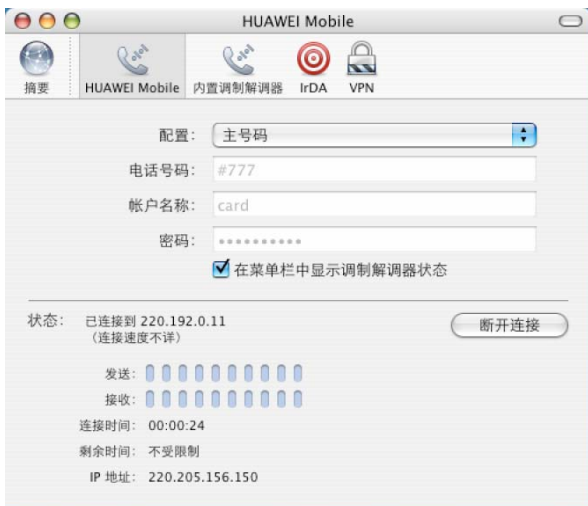 HUAWEI Mobile
摘要
HUAWEI Mobile
内置调制解调器
IrDA
VPN
配置: 主号码
电话号码: #777
帐户名称: card
密码: ••••••••••
在菜单栏中显示调制解调器状态
状态: 已连接到 220.192.0.11
(连接速度不详)
断开连接
发送:
接收:
连接时间: 00:00:24
剩余时间: 不受限制
IP 地址: 220.205.156.150